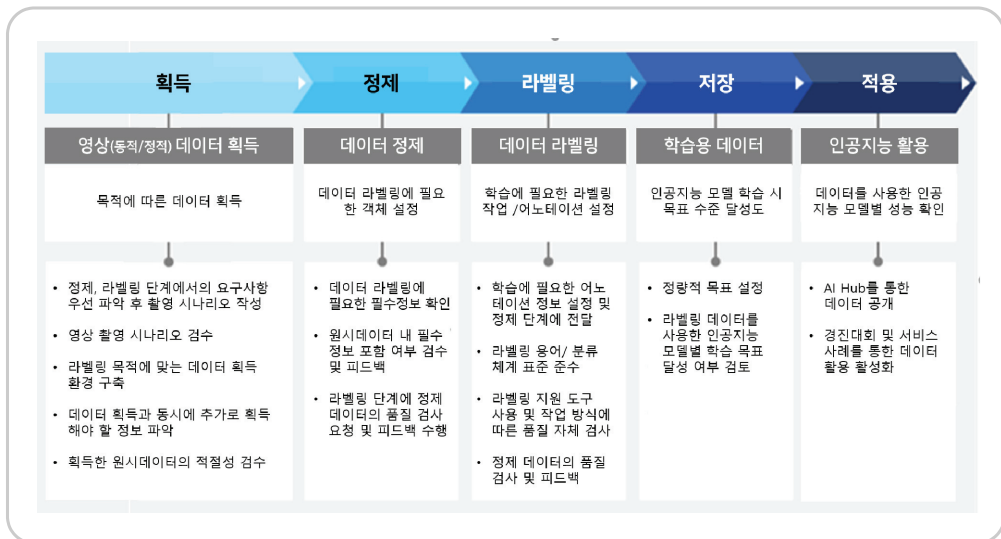 획득
정제
라벨링
저장
적용
영상(동적/정적) 데이터 획득
데이터 정제
데이터 라벨링
학습용 데이터
인공지능 활용
목적에 따른 데이터 획득
데이터 라벨링에 필요
한 객체 설정
학습에 필요한 라벨링
작업 /어노테이션 설정
인공지능 모델 학습 시
목표 수준 달성도
데이터를 사용한 인공
지능 모델별 성능 확인
• 정제, 라벨링 단계에서의 요구사항
우선 파악 후 촬영 시나리오 작성
• 영상 촬영 시나리오 검수
• 라벨링 목적에 맞는 데이터 획득
환경 구축
• 데이터 획득과 동시에 추가로 획득
해야 할 정보 파악
• 획득한 원시데이터의 적절성 검수
• 데이터 라벨링에
필요한 필수정보 확인
• 원시데이터 내 필수
정보 포함 여부 검수
및 피드백
• 라벨링 단계에 정제
데이터의 품질 검사
요청 및 피드백 수행
• 학습에 필요한 어노
테이션 정보 설정 및
정제 단계에 전달
• 라벨링 용어/ 분류
체계 표준 준수
• 라벨링 지원 도구
사용 및 작업 방식에
따른 품질 자체 검사
• 정제 데이터의 품질
검사 및 피드백
• 정량적 목표 설정
• 라벨링 데이터를
사용한 인공지능
모델별 학습 목표
달성 여부 검토
• AI Hub를 통한
데이터 공개
• 경진대회 및 서비스
사례를 통한 데이터
활용 활성화